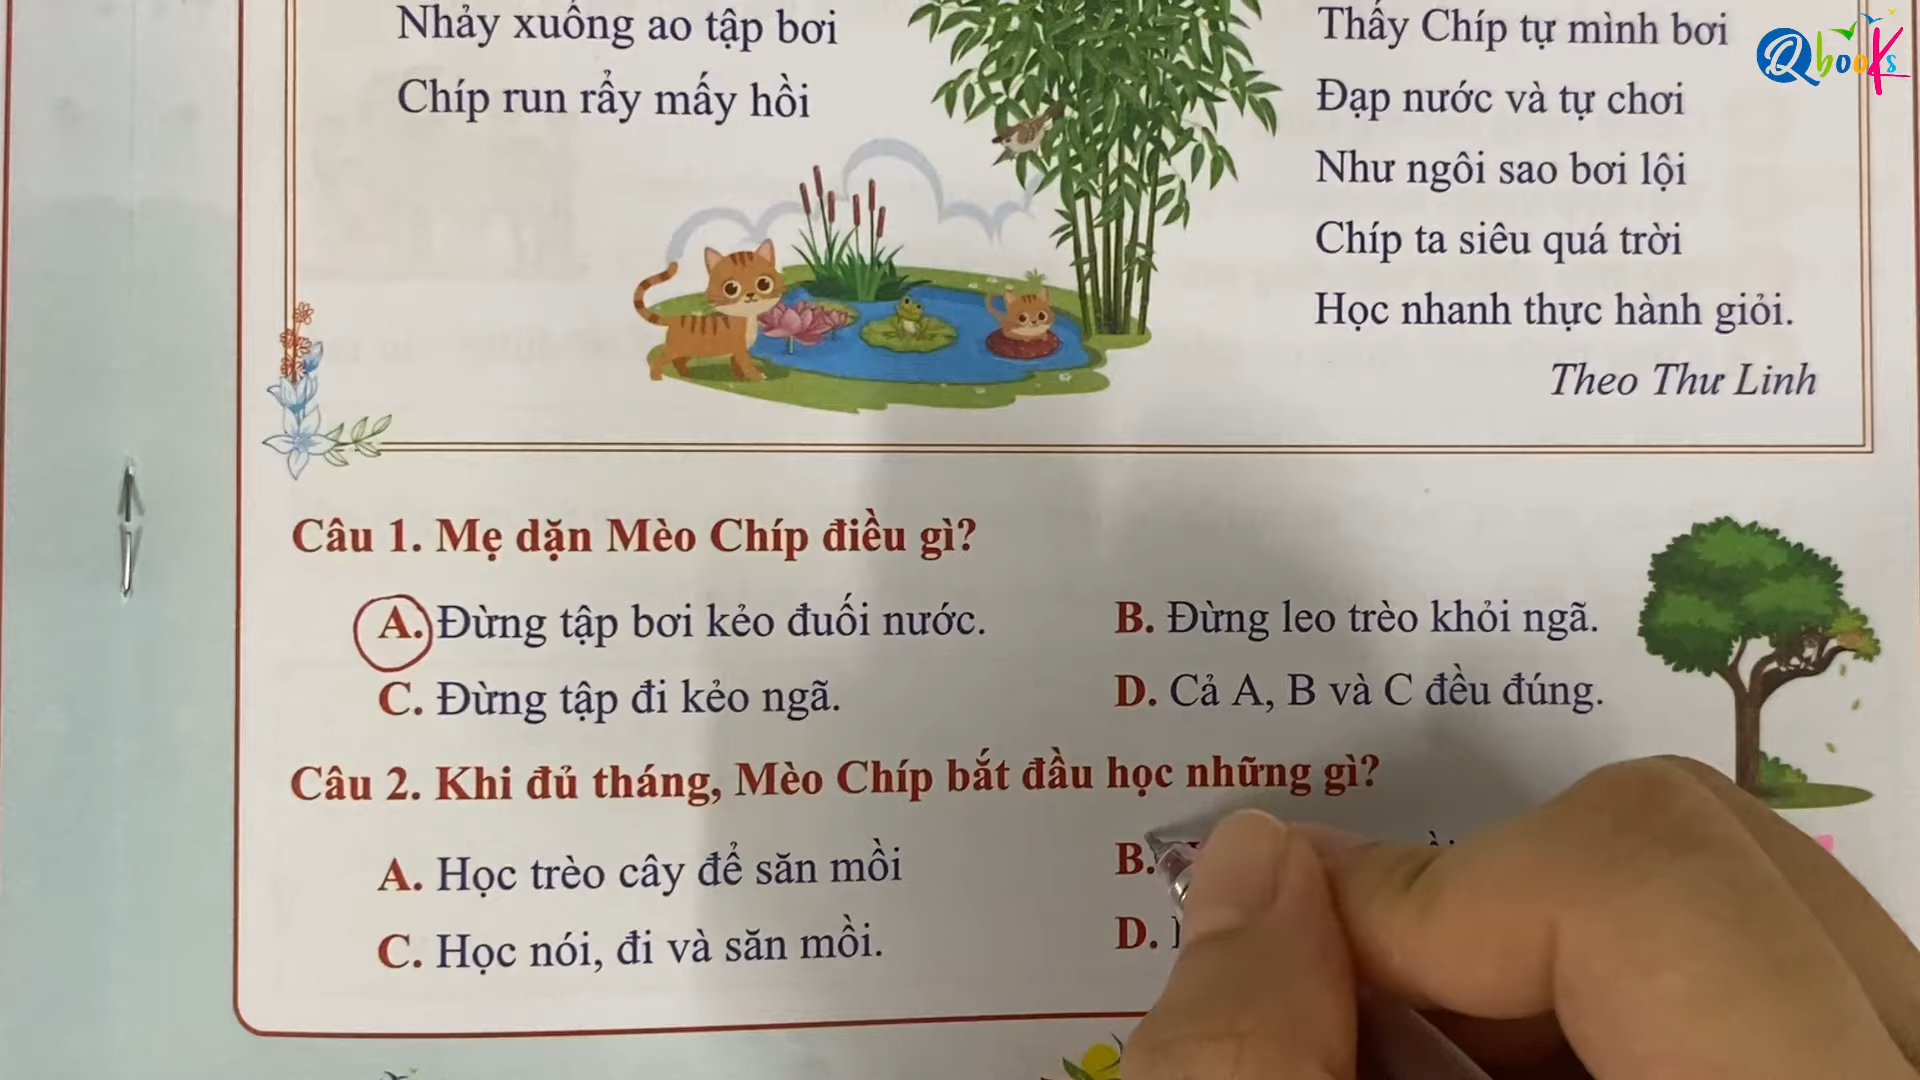 Nhảy xuống ao tập bơi
Chíp run rẩy mấy hồi
Thấy Chíp tự mình bơi
Đạp nước và tự chơi
Như ngôi sao bơi lội
Chíp ta siêu quá trời
Học nhanh thực hành giỏi.
Theo Thư Linh
Qbooks
Câu 1. Mẹ dặn Mèo Chíp điều gì?
A. Đừng tập bơi kẻo đuối nước.
B. Đừng leo trèo khỏi ngã.
C. Đừng tập đi kẻo ngã.
D. Cả A, B và C đều đúng.
Câu 2. Khi đủ tháng, Mèo Chíp bắt đầu học những gì?
A. Học trèo cây để săn mồi
B.
C. Học nói, đi và săn mồi.
D.